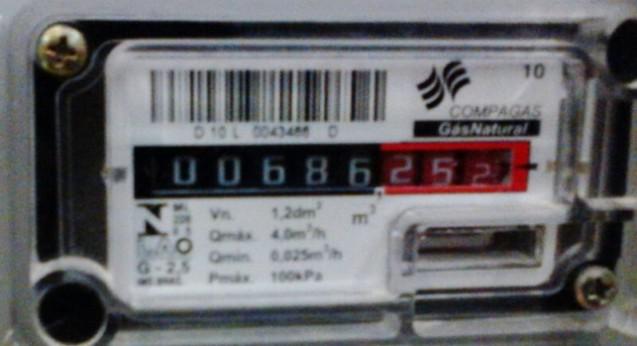 10
COMPAGAS
GásNatural
D 10 L 0043466 D
00686252
m³
Vn. 1,2dm³
Qmáx. 4,0m³/h
Qmín. 0,025m³/h
Pmáx. 100kPa
G - 2,5